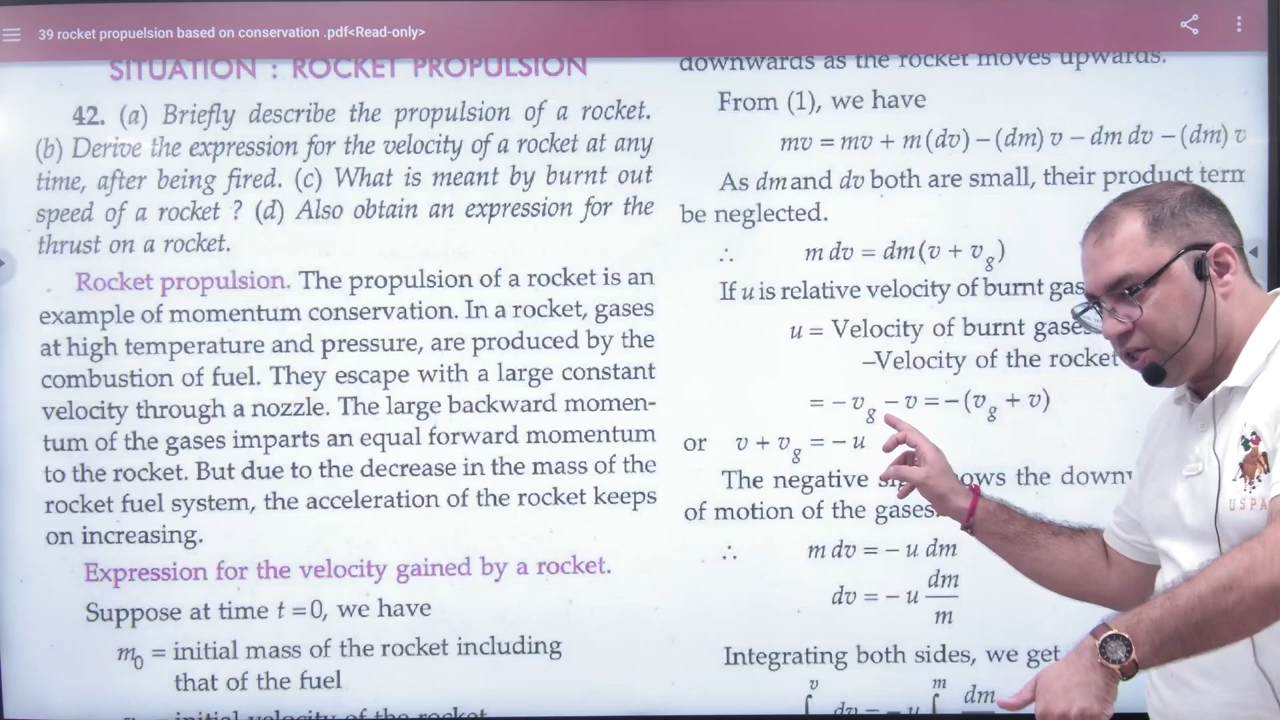 39 rocket propuelsion based on conservation .pdf<Read-only>
SITUATION : ROCKET PROPULSION
42. (a) Briefly describe the propulsion of a rocket.
(b) Derive the expression for the velocity of a rocket at any
time, after being fired. (c) What is meant by burnt out
speed of a rocket ? (d) Also obtain an expression for the
thrust on a rocket.
Rocket propulsion. The propulsion of a rocket is an
example of momentum conservation. In a rocket, gases
at high temperature and pressure, are produced by the
combustion of fuel. They escape with a large constant
velocity through a nozzle. The large backward momen-
tum of the gases imparts an equal forward momentum
to the rocket. But due to the decrease in the mass of the
rocket fuel system, the acceleration of the rocket keeps
on increasing.
Expression for the velocity gained by a rocket.
Suppose at time t = 0, we have
m₀ = initial mass of the rocket including
that of the fuel
initial velocity of the rocket
downwards as the rocket moves upwards.
From (1), we have
mv = mv + m (dv) − (dm) v − dm dv − (dm) v
As dm and dv both are small, their product term
be neglected.
∴ m dv = dm (v + v_g)
If u is relative velocity of burnt gas
u = Velocity of burnt gases
−Velocity of the rocket
= − v_g − v = − (v_g + v)
or v + v_g = − u
The negative shows the down
of motion of the gases.
∴ m dv = − u dm
dv = − u dm/m
Integrating both sides, we get
∫ᵛ dv = − u ∫ᵐ dm
U S P A